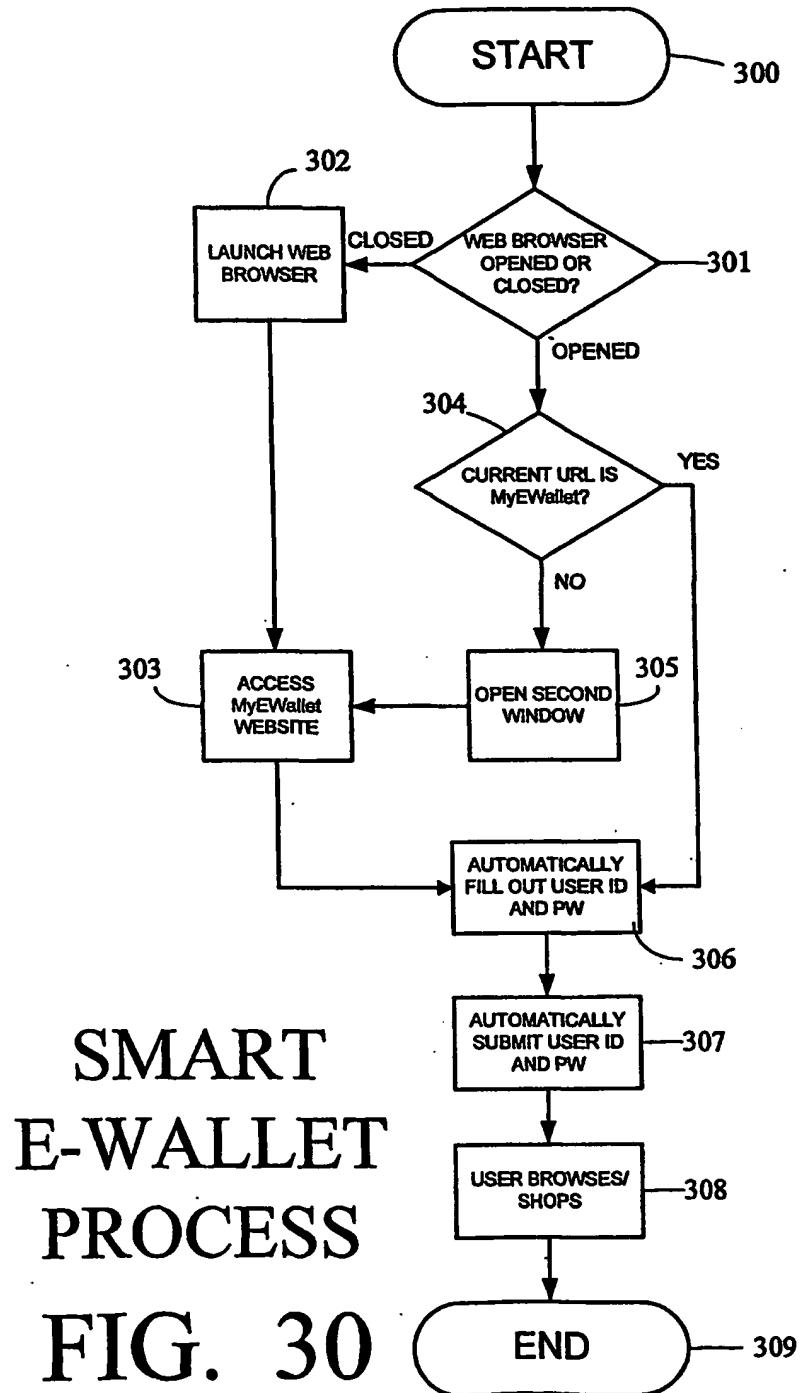 START
300
302
LAUNCH WEB
BROWSER
CLOSED
WEB BROWSER
OPENED OR
CLOSED?
301
OPENED
304
CURRENT URL IS
MyEWallet?
YES
NO
303
ACCESS
MyEWallet
WEBSITE
OPEN SECOND
WINDOW
305
AUTOMATICALLY
FILL OUT USER ID
AND PW
306
AUTOMATICALLY
SUBMIT USER ID
AND PW
307
USER BROWSES/
SHOPS
308
END
309
SMART
E-WALLET
PROCESS
FIG. 30